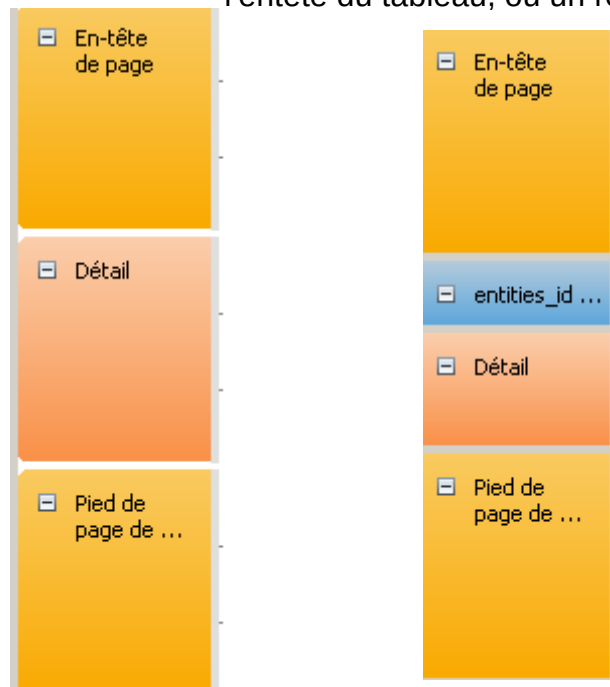 l'entête du tableau, ou un
En-tête
de page
Détail
Pied de
page de ...
En-tête
de page
entities_id ...
Détail
Pied de
page de ...